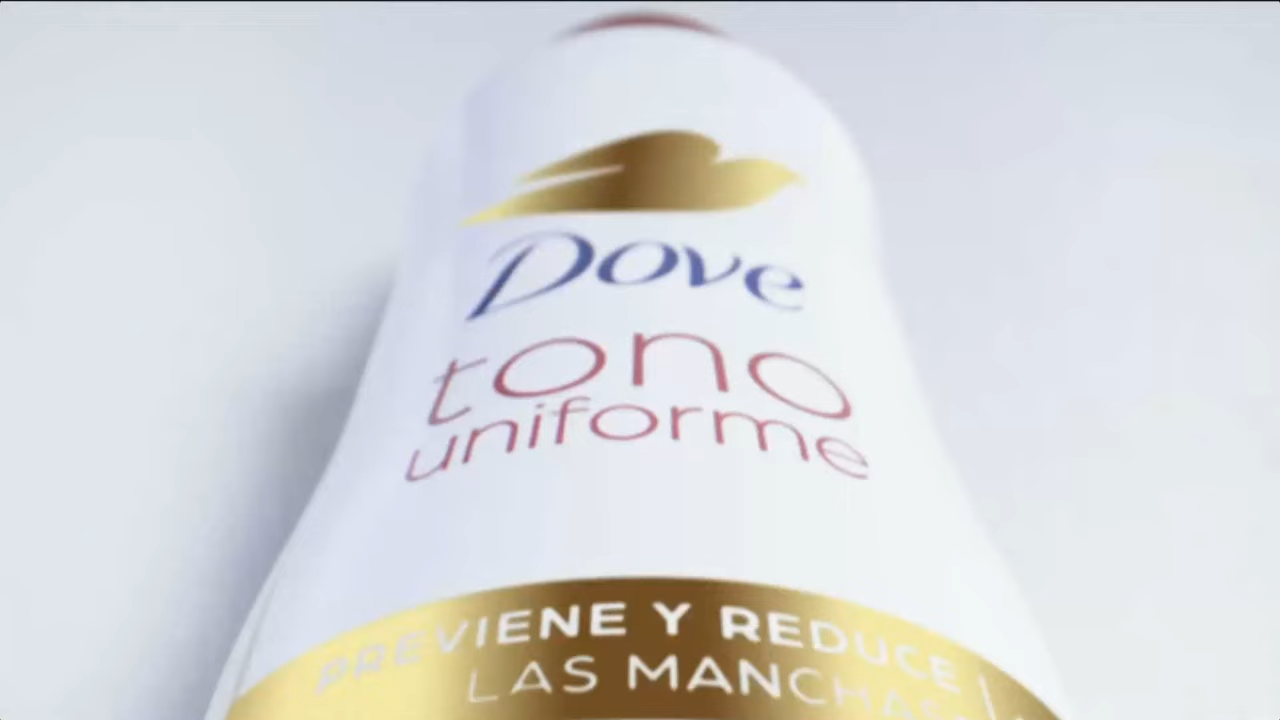 Dove
tono
uniforme
PREVIENE Y REDUCE
LAS MANCHAS